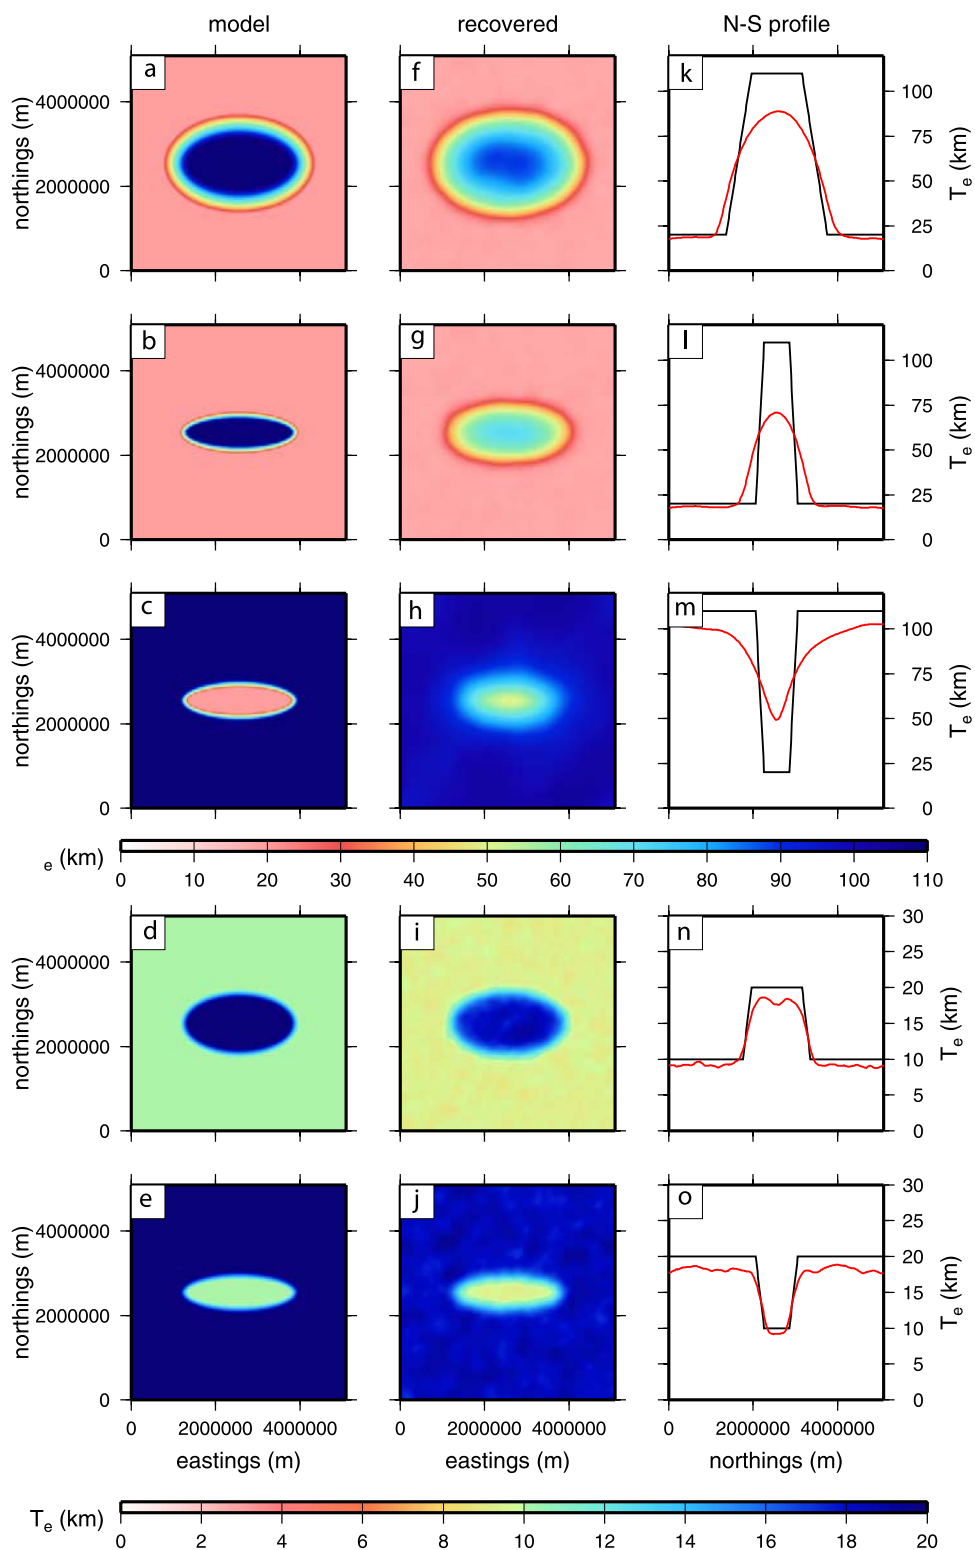 model recovered N-S profile
a f k
northings (m) 4000000 2000000 0
100 75 50 25 0 Te (km)
b g l
northings (m) 4000000 2000000 0
100 75 50 25 0 Te (km)
c h m
northings (m) 4000000 2000000 0
100 75 50 25 0 Te (km)
e (km)
0 10 20 30 40 50 60 70 80 90 100 110
d i n
northings (m) 4000000 2000000 0
30 25 20 15 10 5 0 Te (km)
e j o
northings (m) 4000000 2000000 0
30 25 20 15 10 5 0 Te (km)
0 2000000 4000000 0 2000000 4000000 0 2000000 4000000
eastings (m) eastings (m) northings (m)
Te (km)
0 2 4 6 8 10 12 14 16 18 20